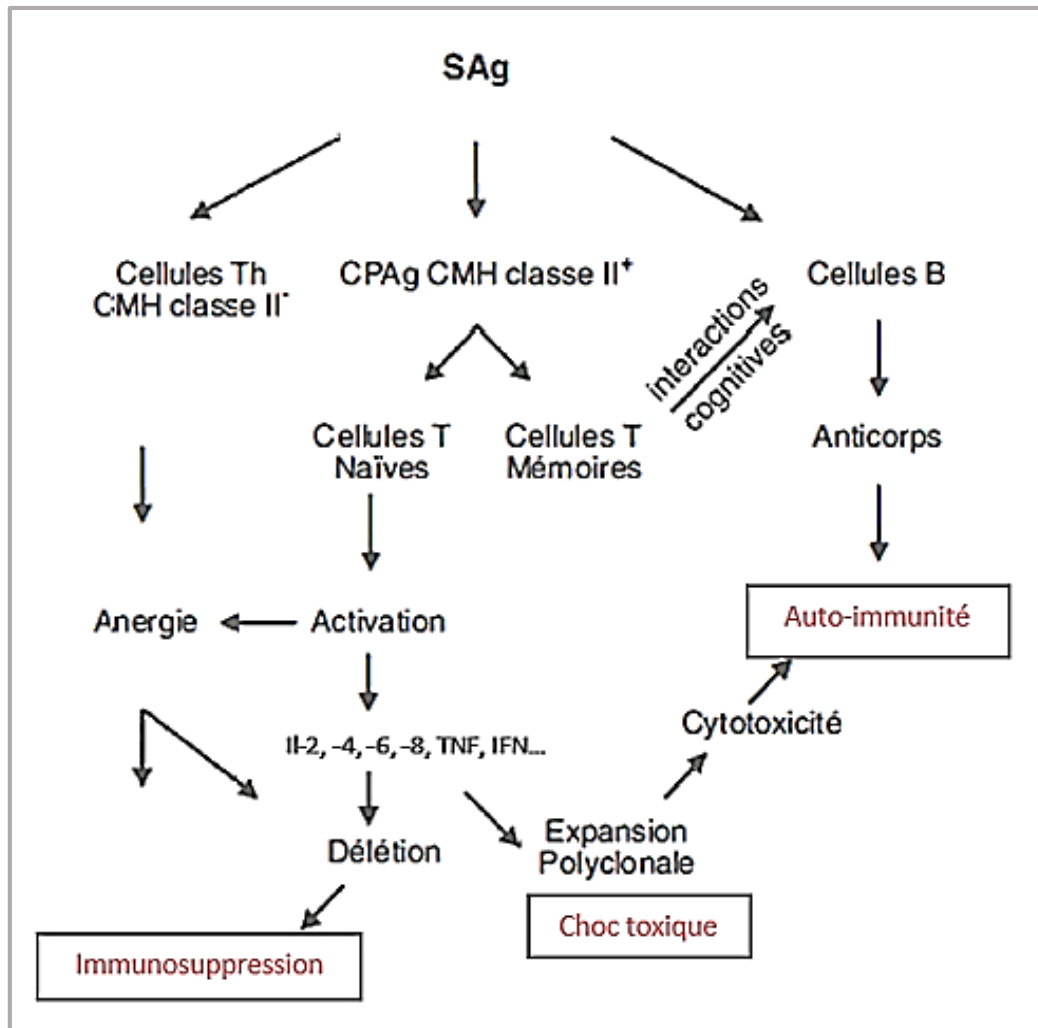 SAg
Cellules Th
CMH classe II-
CPAg CMH classe II+
Cellules B
interactions
cognitives
Cellules T
Naïves
Cellules T
Mémoires
Anticorps
Anergie
Activation
Auto-immunité
Cytotoxicité
Il-2, -4, -6, -8, TNF, IFN...
Délétion
Expansion
Polyclonale
Choc toxique
Immunosuppression